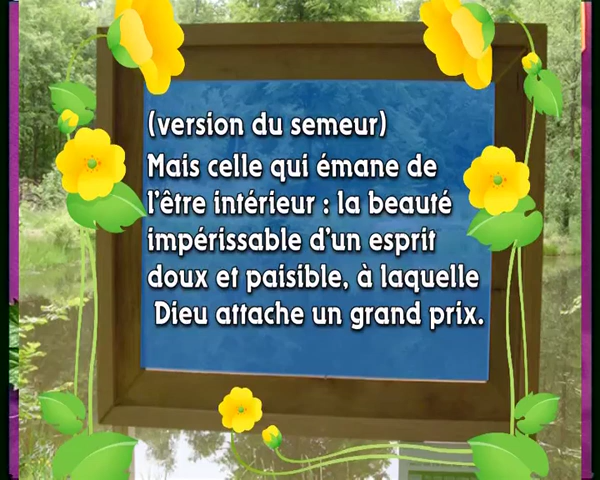 (version du semeur)
Mais celle qui émane de
l'être intérieur : la beauté
impérissable d'un esprit
doux et paisible, à laquelle
Dieu attache un grand prix.